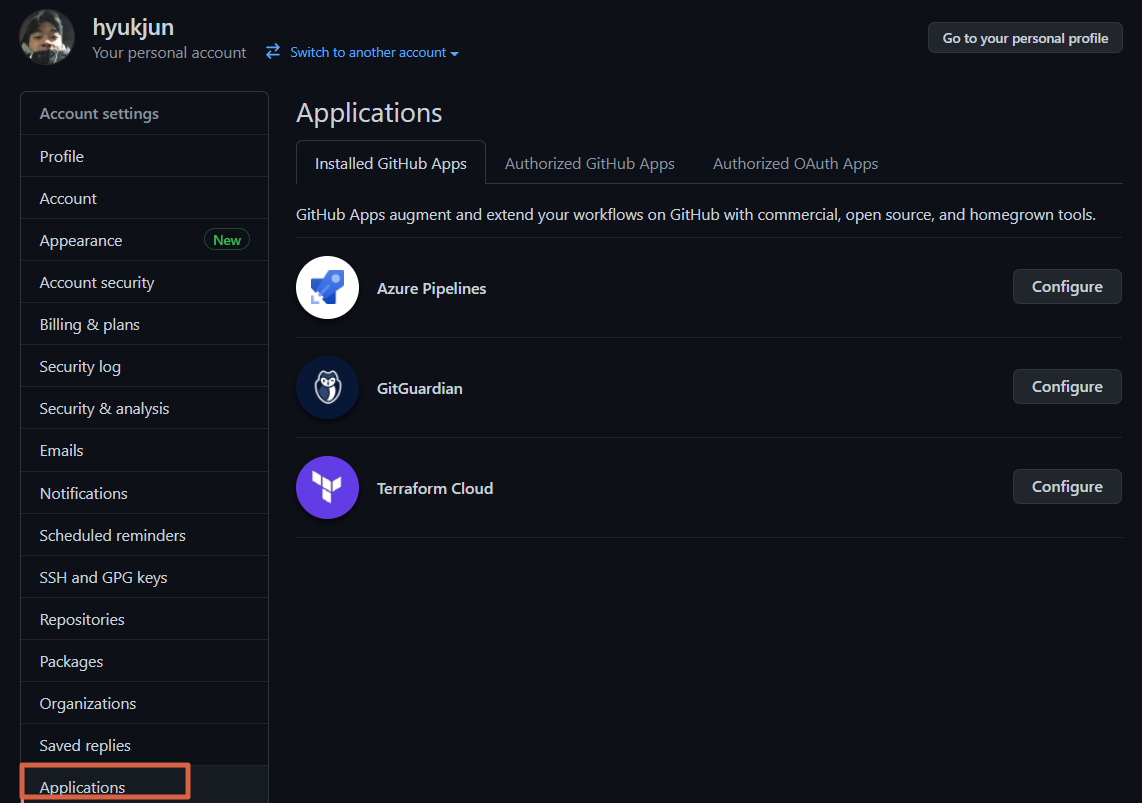 hyukjun
Your personal account
Switch to another account
Go to your personal profile
Account settings
Profile
Account
Appearance
New
Account security
Billing & plans
Security log
Security & analysis
Emails
Notifications
Scheduled reminders
SSH and GPG keys
Repositories
Packages
Organizations
Saved replies
Applications
Applications
Installed GitHub Apps
Authorized GitHub Apps
Authorized OAuth Apps
GitHub Apps augment and extend your workflows on GitHub with commercial, open source, and homegrown tools.
Azure Pipelines
Configure
GitGuardian
Configure
Terraform Cloud
Configure